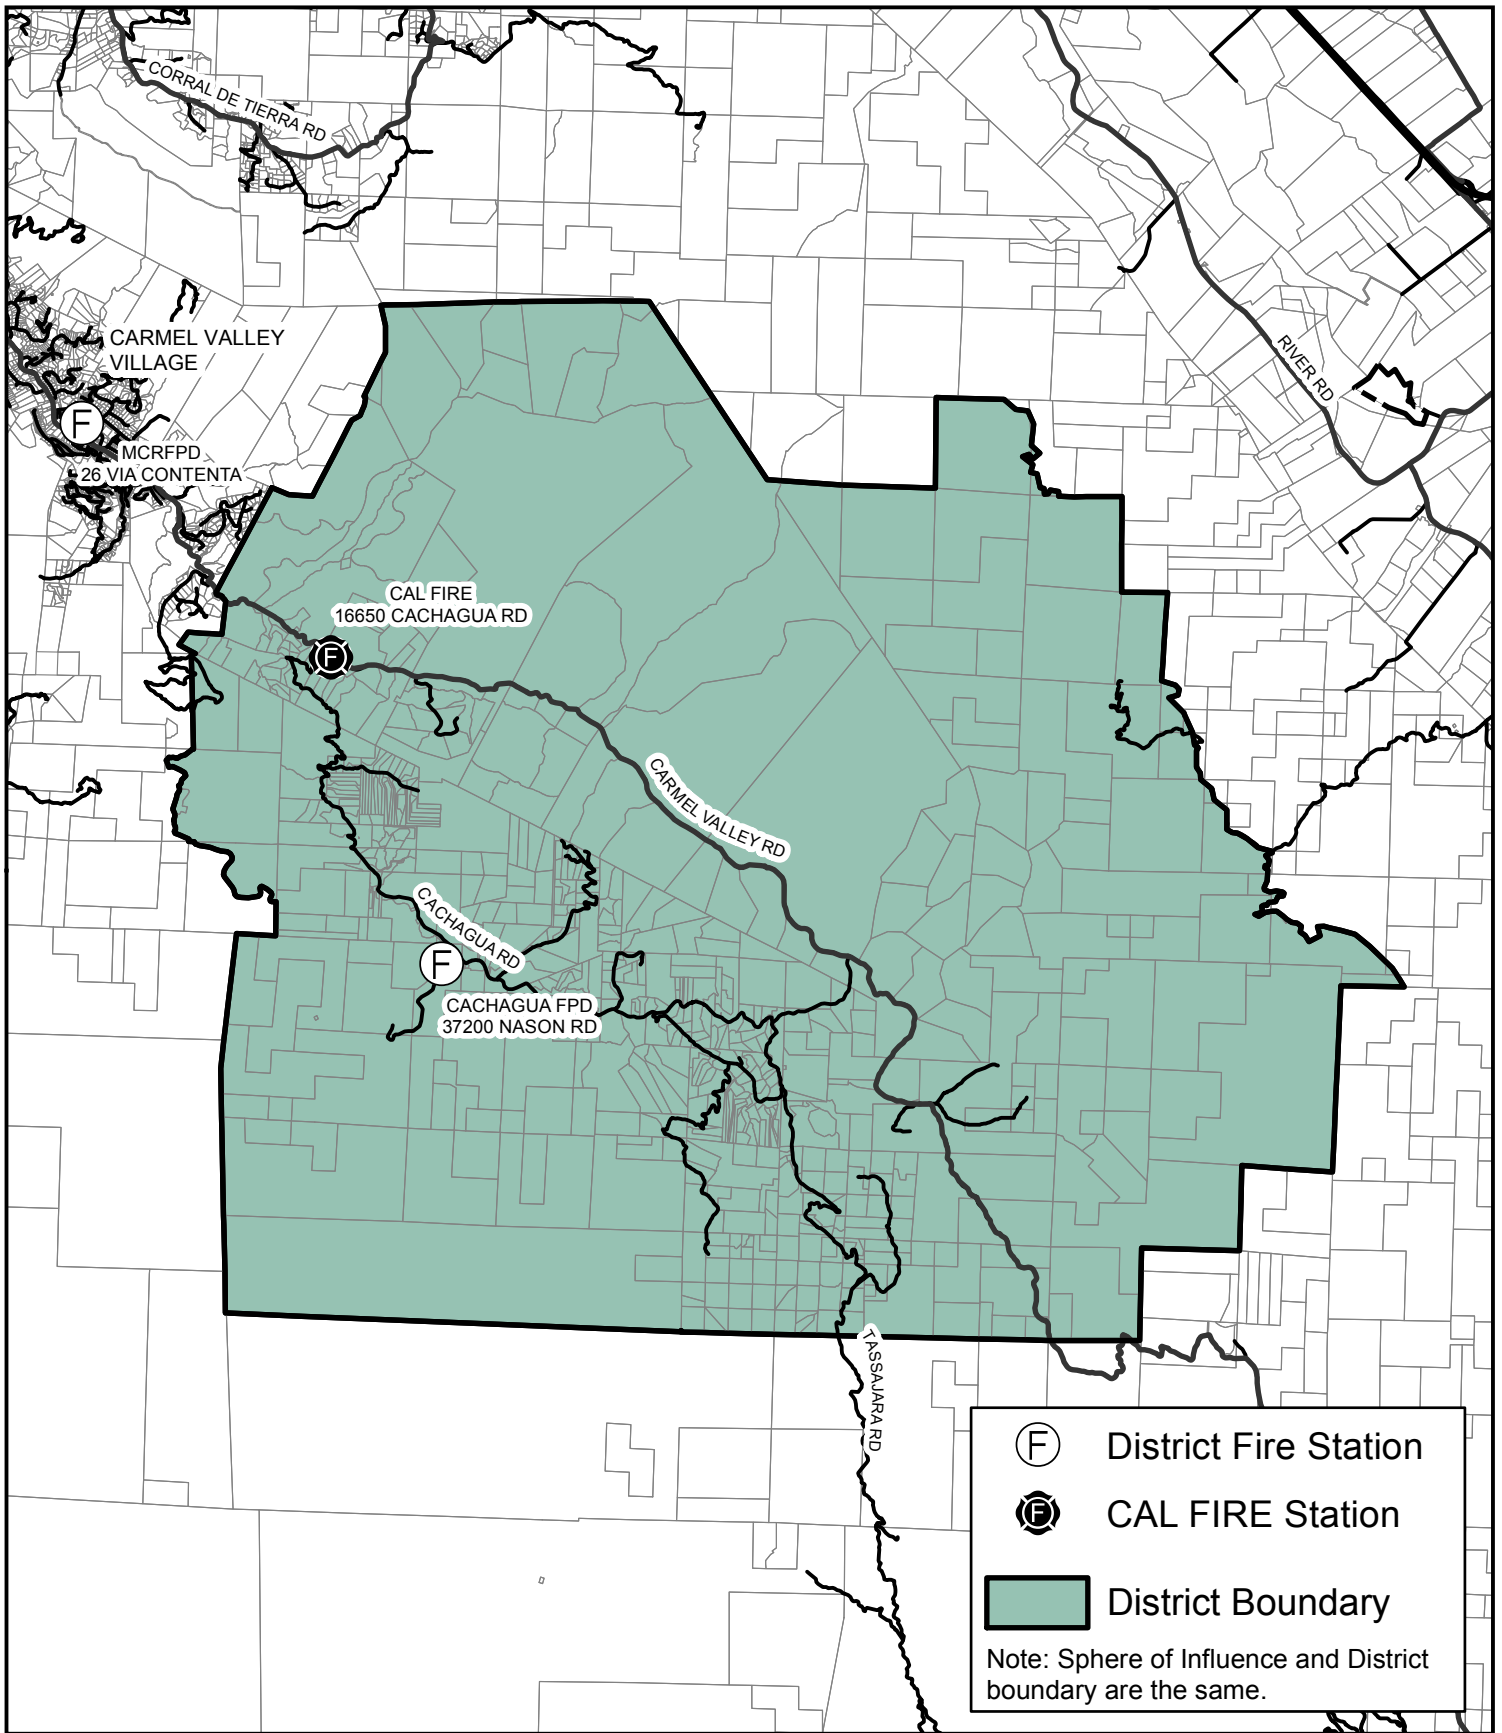 CORRAL DE TIERRA RD
CARMEL VALLEY
VILLAGE
RIVER RD
F
MCRFPD
26 VIA CONTENTA
CAL FIRE
16650 CACHAGUA RD
F
CARMEL VALLEY RD
CACHAGUA RD
F
CACHAGUA FPD
37200 NASON RD
TASSAJARA RD
F District Fire Station
F CAL FIRE Station
District Boundary
Note: Sphere of Influence and District
boundary are the same.